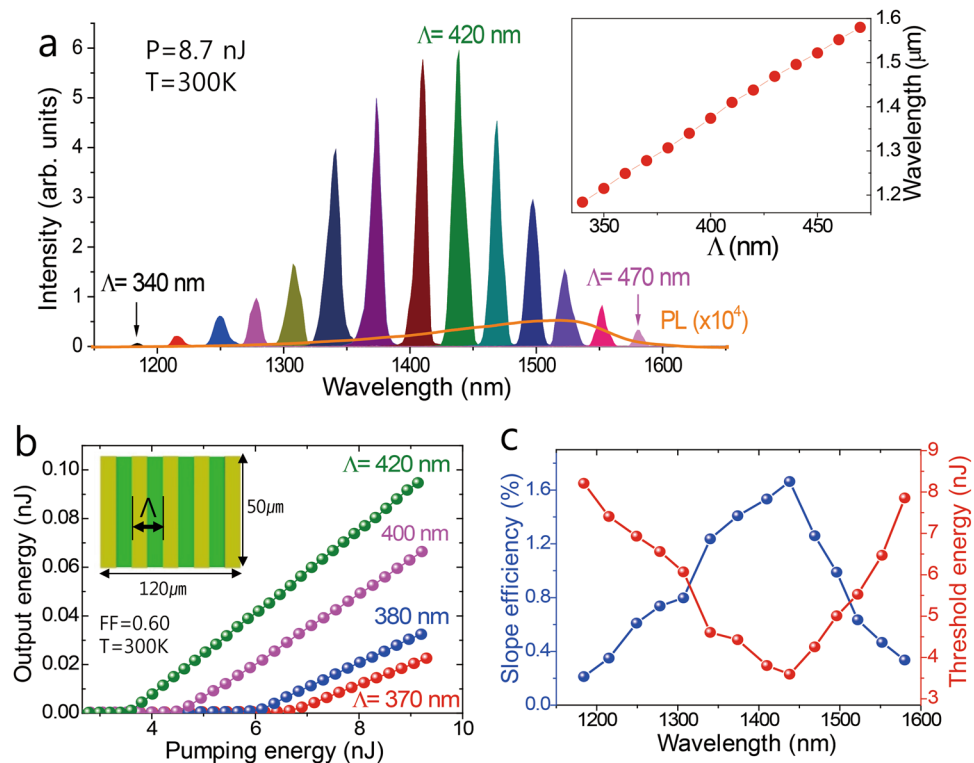 a
P=8.7 nJ
T=300K
Λ= 420 nm
Λ= 340 nm
Λ= 470 nm
PL (x10⁴)
Intensity (arb. units)
0
1
2
3
4
5
6
1200
1300
1400
1500
1600
Wavelength (nm)
1.6
1.5
1.4
1.3
1.2
Wavelength (μm)
350
400
450
Λ (nm)
b
Output energy (nJ)
0.10
0.08
0.06
0.04
0.02
0.00
Λ= 420 nm
400 nm
380 nm
Λ= 370 nm
Λ
50μm
120μm
FF=0.60
T=300K
4
6
8
10
Pumping energy (nJ)
c
Slope efficiency (%)
1.6
1.2
0.8
0.4
0.0
9
8
7
6
5
4
3
Threshold energy (nJ)
1200
1300
1400
1500
1600
Wavelength (nm)